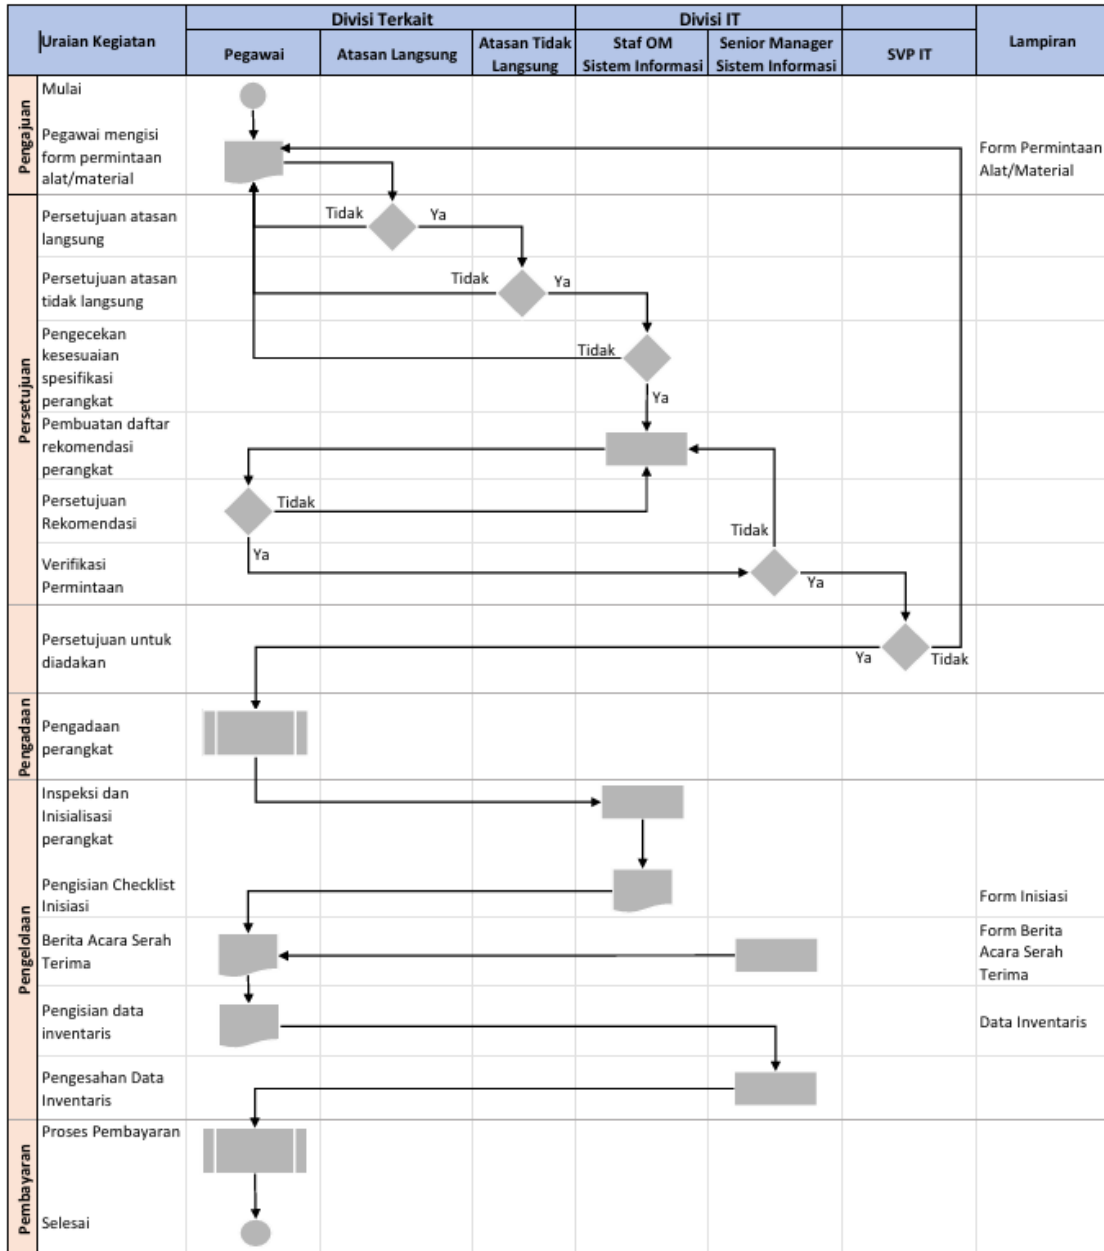 Uraian Kegiatan
Divisi Terkait
Divisi IT
Pegawai
Atasan Langsung
Atasan Tidak
Langsung
Staf OM
Sistem Informasi
Senior Manager
Sistem Informasi
SVP IT
Lampiran
Pengajuan
Mulai
Pegawai mengisi
form permintaan
alat/material
Form Permintaan
Alat/Material
Persetujuan
Persetujuan atasan
langsung
Tidak
Ya
Persetujuan atasan
tidak langsung
Tidak
Ya
Pengecekan
kesesuaian
spesifikasi
perangkat
Tidak
Ya
Pembuatan daftar
rekomendasi
perangkat
Persetujuan
Rekomendasi
Tidak
Ya
Verifikasi
Permintaan
Tidak
Ya
Persetujuan untuk
diadakan
Ya
Tidak
Pengadaan
Pengadaan
perangkat
Pengelolaan
Inspeksi dan
Inisialisasi
perangkat
Pengisian Checklist
Inisiasi
Form Inisiasi
Berita Acara Serah
Terima
Form Berita
Acara Serah
Terima
Pengisian data
inventaris
Data Inventaris
Pengesahan Data
Inventaris
Pembayaran
Proses Pembayaran
Selesai